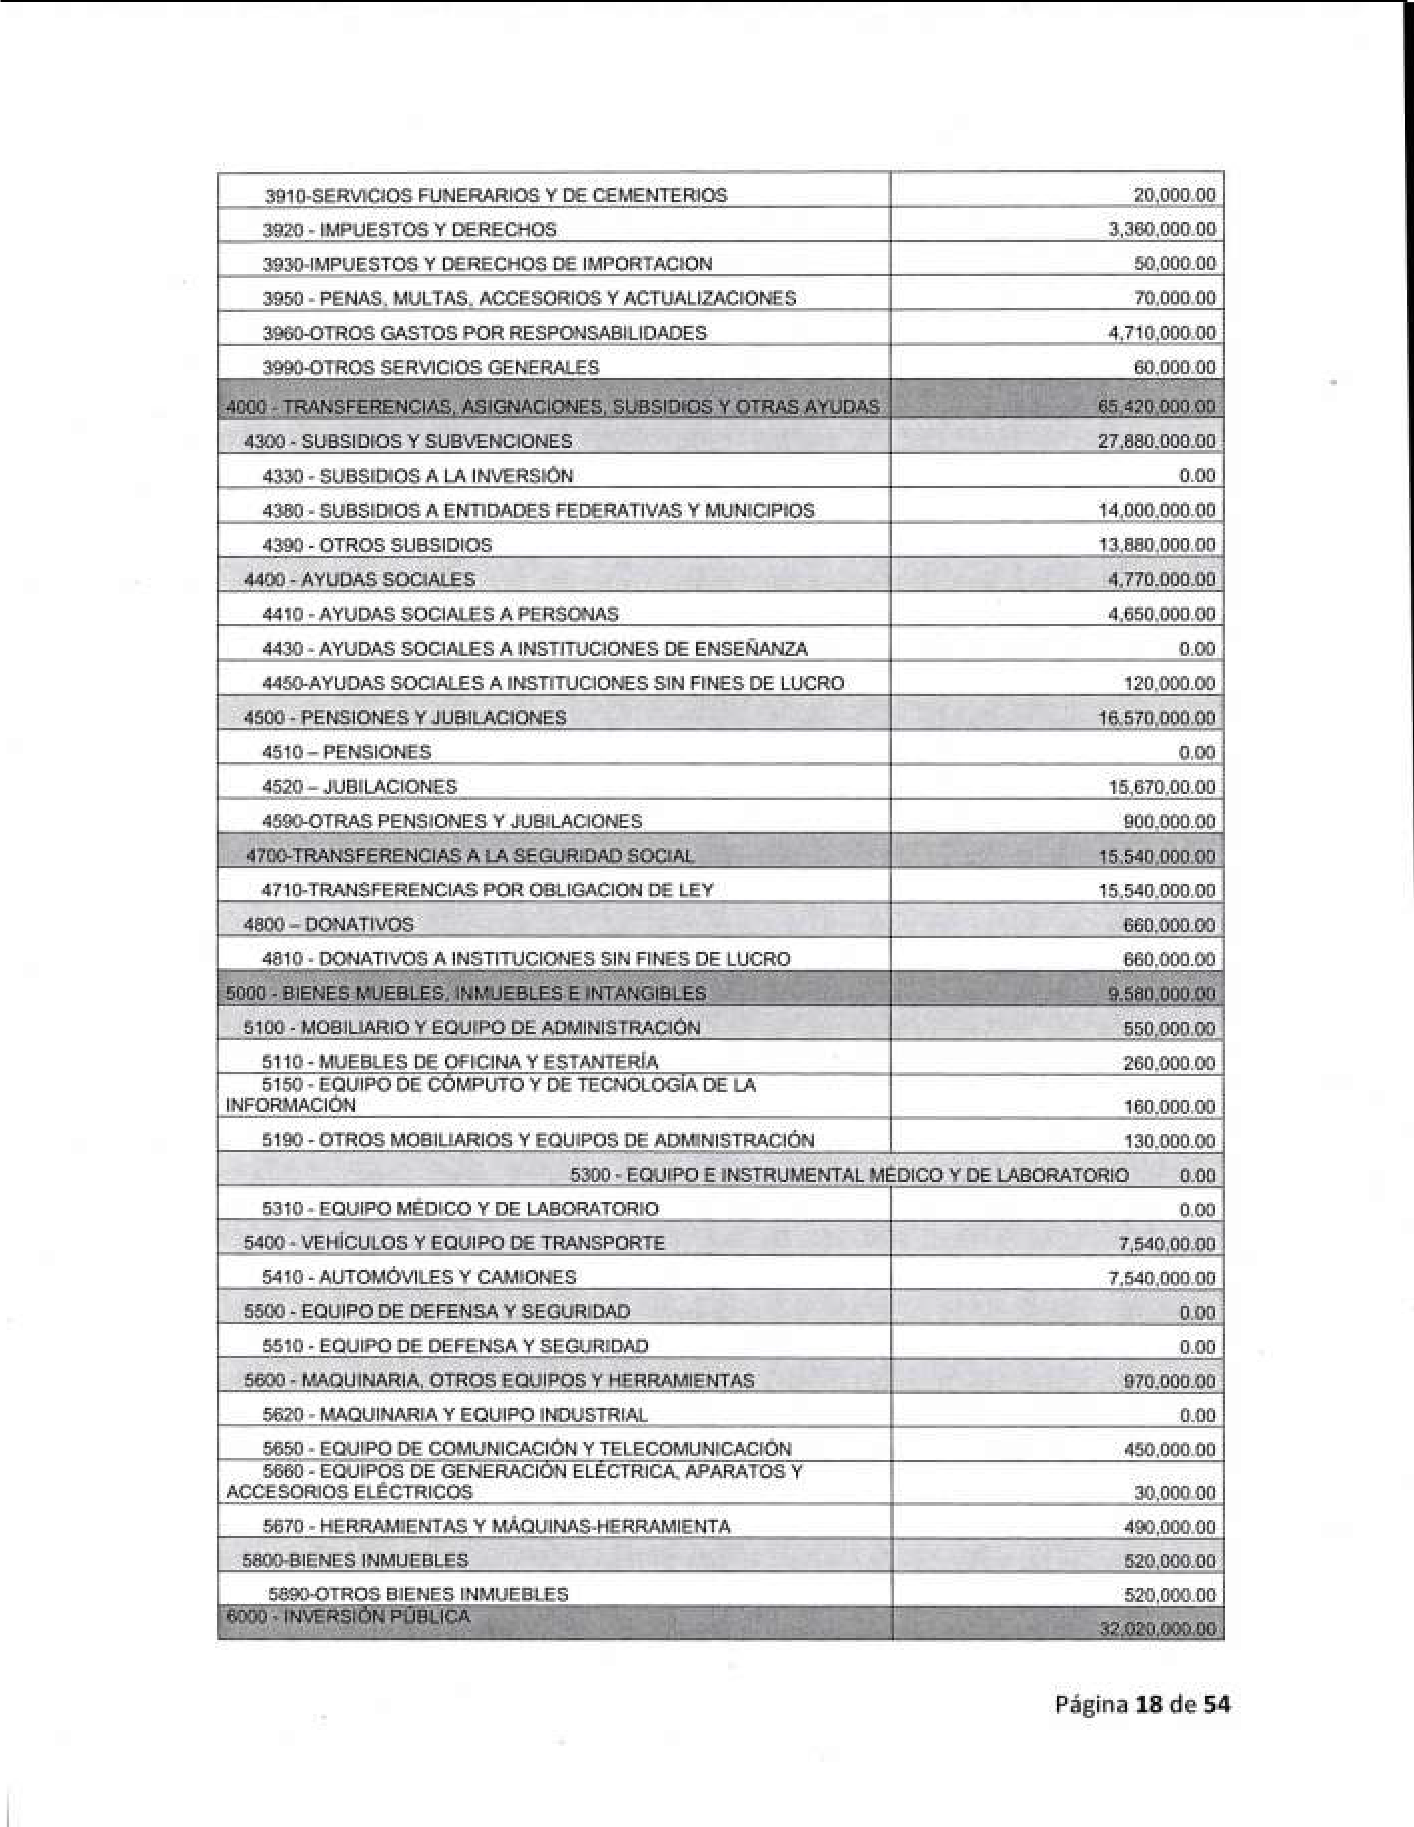 3910-SERVICIOS FUNERARIOS Y DE CEMENTERIOS 20,000.00
3920 - IMPUESTOS Y DERECHOS 3,360,000.00
3930-IMPUESTOS Y DERECHOS DE IMPORTACION 50,000.00
3950 - PENAS, MULTAS, ACCESORIOS Y ACTUALIZACIONES 70,000.00
3960-OTROS GASTOS POR RESPONSABILIDADES 4,710,000.00
3990-OTROS SERVICIOS GENERALES 60,000.00
4000 - TRANSFERENCIAS, ASIGNACIONES, SUBSIDIOS Y OTRAS AYUDAS 65,420,000.00
4300 - SUBSIDIOS Y SUBVENCIONES 27,880,000.00
4330 - SUBSIDIOS A LA INVERSIÓN 0.00
4380 - SUBSIDIOS A ENTIDADES FEDERATIVAS Y MUNICIPIOS 14,000,000.00
4390 - OTROS SUBSIDIOS 13,880,000.00
4400 - AYUDAS SOCIALES 4,770,000.00
4410 - AYUDAS SOCIALES A PERSONAS 4,650,000.00
4430 - AYUDAS SOCIALES A INSTITUCIONES DE ENSEÑANZA 0.00
4450-AYUDAS SOCIALES A INSTITUCIONES SIN FINES DE LUCRO 120,000.00
4500 - PENSIONES Y JUBILACIONES 16,570,000.00
4510 – PENSIONES 0.00
4520 – JUBILACIONES 15,670,00.00
4590-OTRAS PENSIONES Y JUBILACIONES 900,000.00
4700-TRANSFERENCIAS A LA SEGURIDAD SOCIAL 15,540,000.00
4710-TRANSFERENCIAS POR OBLIGACION DE LEY 15,540,000.00
4800 – DONATIVOS 660,000.00
4810 - DONATIVOS A INSTITUCIONES SIN FINES DE LUCRO 660,000.00
5000 - BIENES MUEBLES, INMUEBLES E INTANGIBLES 9,580,000.00
5100 - MOBILIARIO Y EQUIPO DE ADMINISTRACIÓN 550,000.00
5110 - MUEBLES DE OFICINA Y ESTANTERÍA 260,000.00
5150 - EQUIPO DE CÓMPUTO Y DE TECNOLOGÍA DE LA
INFORMACIÓN 160,000.00
5190 - OTROS MOBILIARIOS Y EQUIPOS DE ADMINISTRACIÓN 130,000.00
5300 - EQUIPO E INSTRUMENTAL MÉDICO Y DE LABORATORIO 0.00
5310 - EQUIPO MÉDICO Y DE LABORATORIO 0.00
5400 - VEHÍCULOS Y EQUIPO DE TRANSPORTE 7,540,00.00
5410 - AUTOMÓVILES Y CAMIONES 7,540,000.00
5500 - EQUIPO DE DEFENSA Y SEGURIDAD 0.00
5510 - EQUIPO DE DEFENSA Y SEGURIDAD 0.00
5600 - MAQUINARIA, OTROS EQUIPOS Y HERRAMIENTAS 970,000.00
5620 - MAQUINARIA Y EQUIPO INDUSTRIAL 0.00
5650 - EQUIPO DE COMUNICACIÓN Y TELECOMUNICACIÓN 450,000.00
5660 - EQUIPOS DE GENERACIÓN ELÉCTRICA, APARATOS Y
ACCESORIOS ELÉCTRICOS 30,000.00
5670 - HERRAMIENTAS Y MÁQUINAS-HERRAMIENTA 490,000.00
5800-BIENES INMUEBLES 520,000.00
5890-OTROS BIENES INMUEBLES 520,000.00
6000 - INVERSIÓN PÚBLICA 32,020,000.00
Página 18 de 54